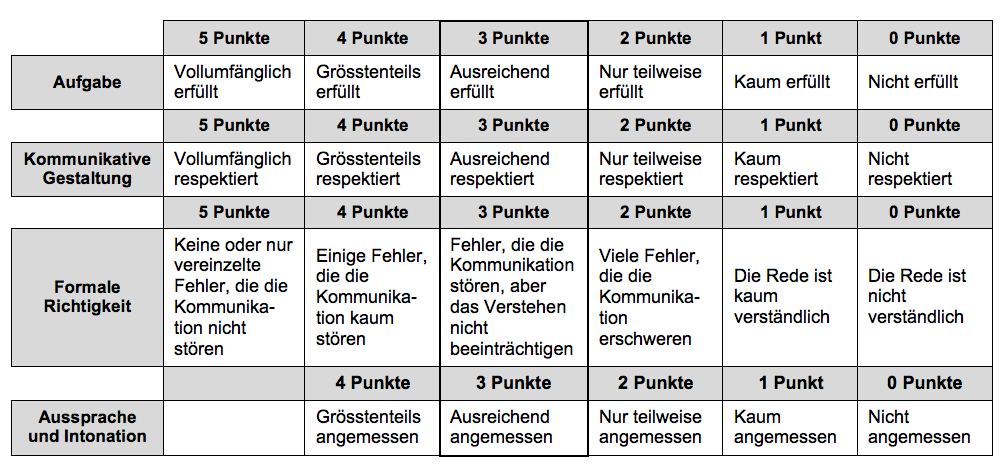 5 Punkte 4 Punkte 3 Punkte 2 Punkte 1 Punkt 0 Punkte
Aufgabe
Vollumfänglich
erfüllt
Grösstenteils
erfüllt
Ausreichend
erfüllt
Nur teilweise
erfüllt
Kaum erfüllt
Nicht erfüllt
5 Punkte 4 Punkte 3 Punkte 2 Punkte 1 Punkt 0 Punkte
Kommunikative
Gestaltung
Vollumfänglich
respektiert
Grösstenteils
respektiert
Ausreichend
respektiert
Nur teilweise
respektiert
Kaum
respektiert
Nicht
respektiert
5 Punkte 4 Punkte 3 Punkte 2 Punkte 1 Punkt 0 Punkte
Formale
Richtigkeit
Keine oder nur
vereinzelte
Fehler, die die
Kommunika-
tion nicht
stören
Einige Fehler,
die die
Kommunika-
tion kaum
stören
Fehler, die die
Kommunikation
stören, aber
das Verstehen
nicht
beeinträchtigen
Viele Fehler,
die die
Kommunika-
tion
erschweren
Die Rede ist
kaum
verständlich
Die Rede ist
nicht
verständlich
4 Punkte 3 Punkte 2 Punkte 1 Punkt 0 Punkte
Aussprache
und Intonation
Grösstenteils
angemessen
Ausreichend
angemessen
Nur teilweise
angemessen
Kaum
angemessen
Nicht
angemessen